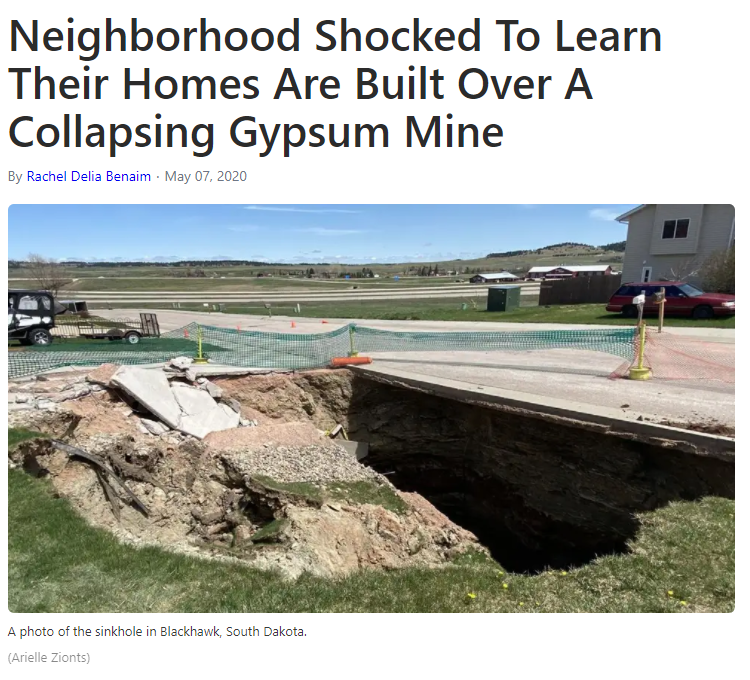 Neighborhood Shocked To Learn
Their Homes Are Built Over A
Collapsing Gypsum Mine
By Rachel Delia Benaim · May 07, 2020
A photo of the sinkhole in Blackhawk, South Dakota.
(Arielle Zionts)